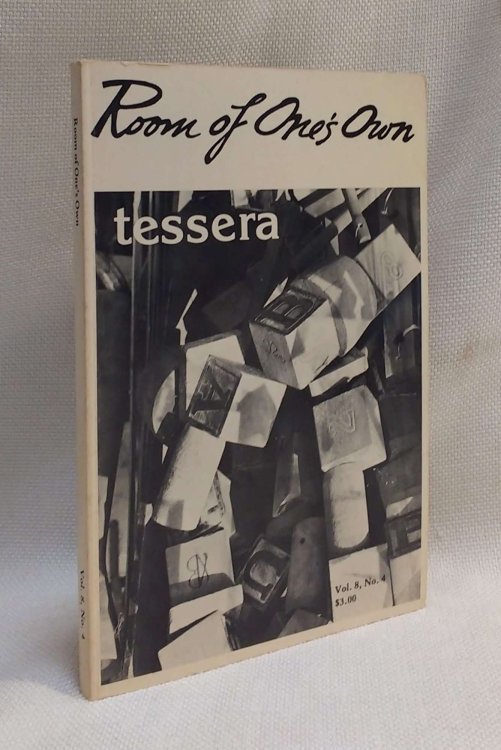 Room of One's Own
tessera
Vol. 8, No. 4
$3.00
Room of One's Own
Vol. 8, No. 4
B
A